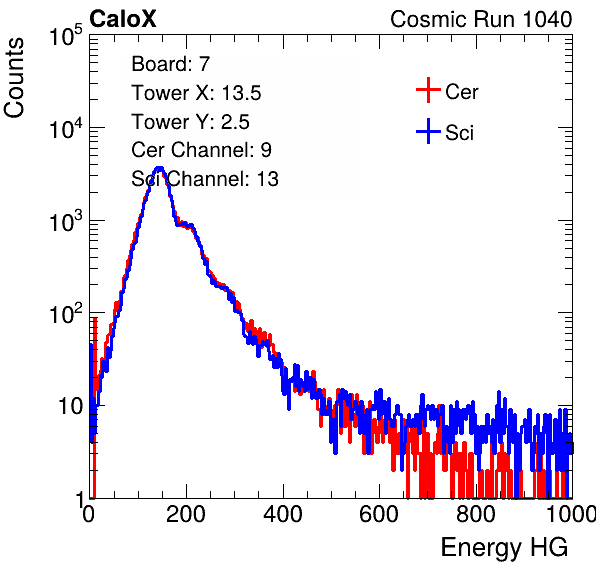 CaloX Cosmic Run 1040
Counts
10^5
10^4
10^3
10^2
10
1
Board: 7
Tower X: 13.5
Tower Y: 2.5
Cer Channel: 9
Sci Channel: 13
Cer
Sci
0 200 400 600 800 1000
Energy HG